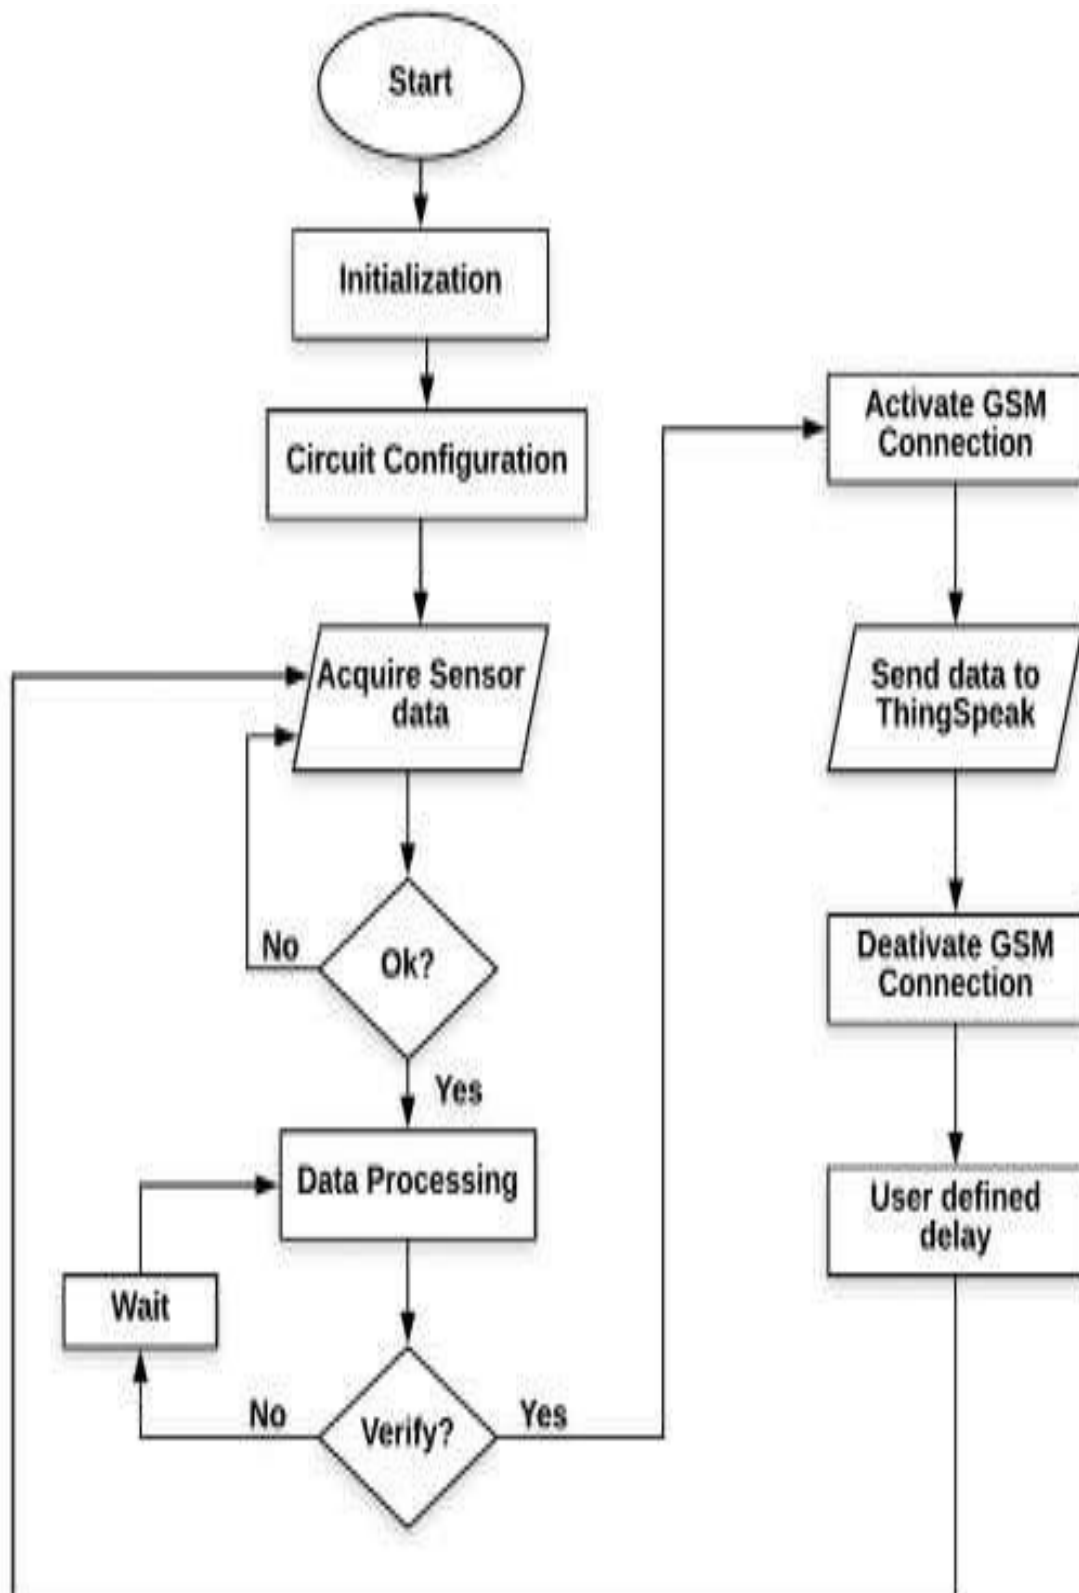 Start
Initialization
Circuit Configuration
Acquire Sensor
data
Ok?
No
Yes
Data Processing
Wait
Verify?
No
Yes
Activate GSM
Connection
Send data to
ThingSpeak
Deativate GSM
Connection
User defined
delay